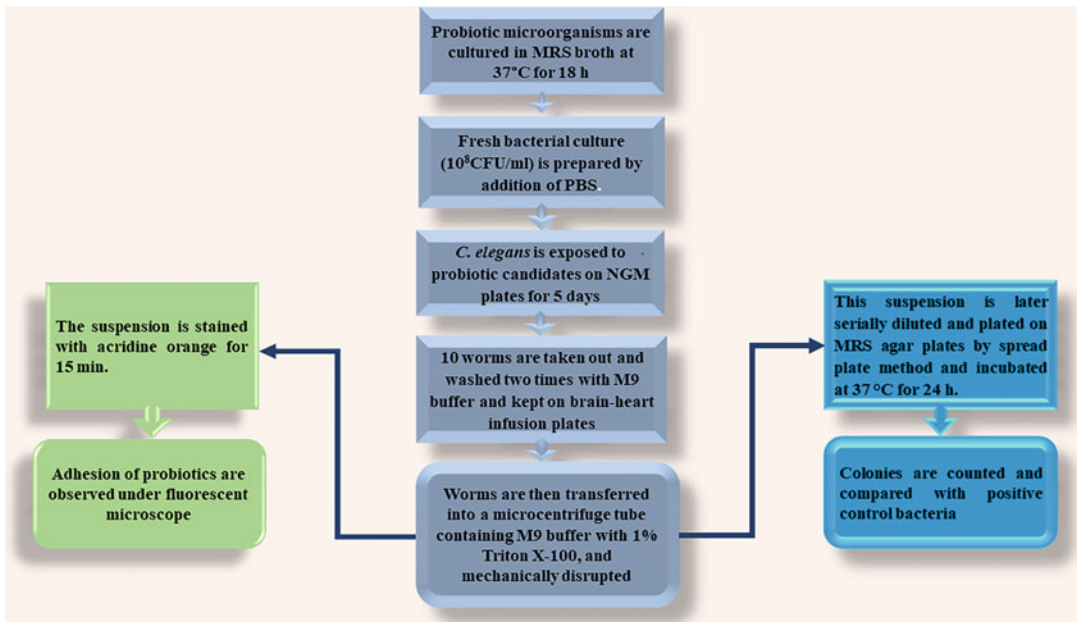 Probiotic microorganisms are
cultured in MRS broth at
37°C for 18 h
Fresh bacterial culture
(10⁸CFU/ml) is prepared by
addition of PBS.
C. elegans is exposed to
probiotic candidates on NGM
plates for 5 days
10 worms are taken out and
washed two times with M9
buffer and kept on brain-heart
infusion plates
Worms are then transferred
into a microcentrifuge tube
containing M9 buffer with 1%
Triton X-100, and
mechanically disrupted
The suspension is stained
with acridine orange for
15 min.
Adhesion of probiotics are
observed under fluorescent
microscope
This suspension is later
serially diluted and plated on
MRS agar plates by spread
plate method and incubated
at 37 °C for 24 h.
Colonies are counted and
compared with positive
control bacteria